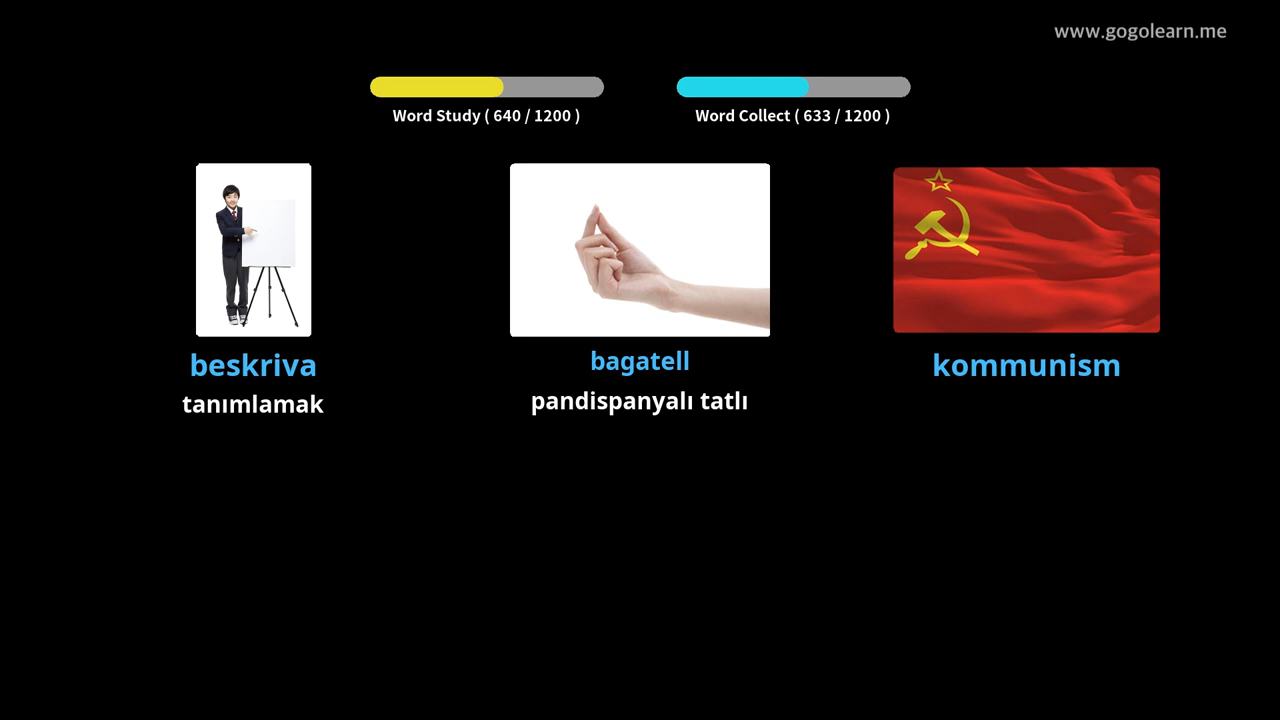 www.gogolearn.me
Word Study ( 640 / 1200 )
Word Collect ( 633 / 1200 )
beskriva
tanımlamak
bagatell
pandispanyalı tatlı
kommunism